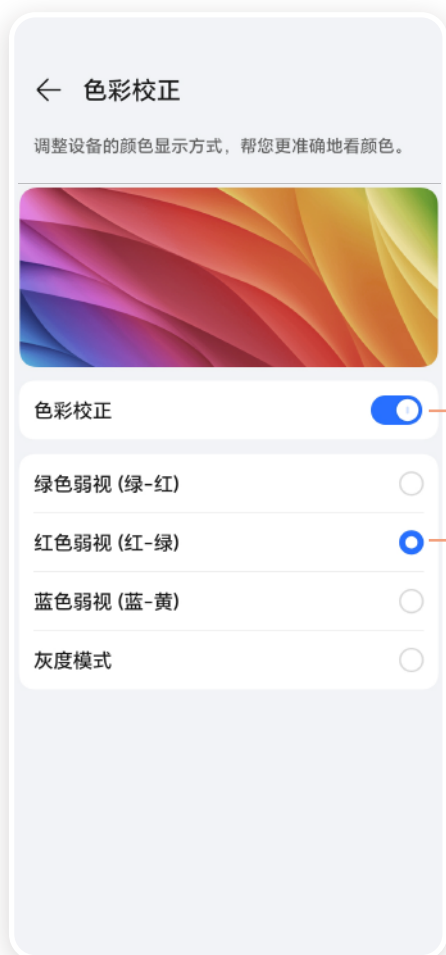 色彩校正
调整设备的颜色显示方式，帮您更准确地看颜色。
色彩校正
绿色弱视 (绿-红)
红色弱视 (红-绿)
蓝色弱视 (蓝-黄)
灰度模式